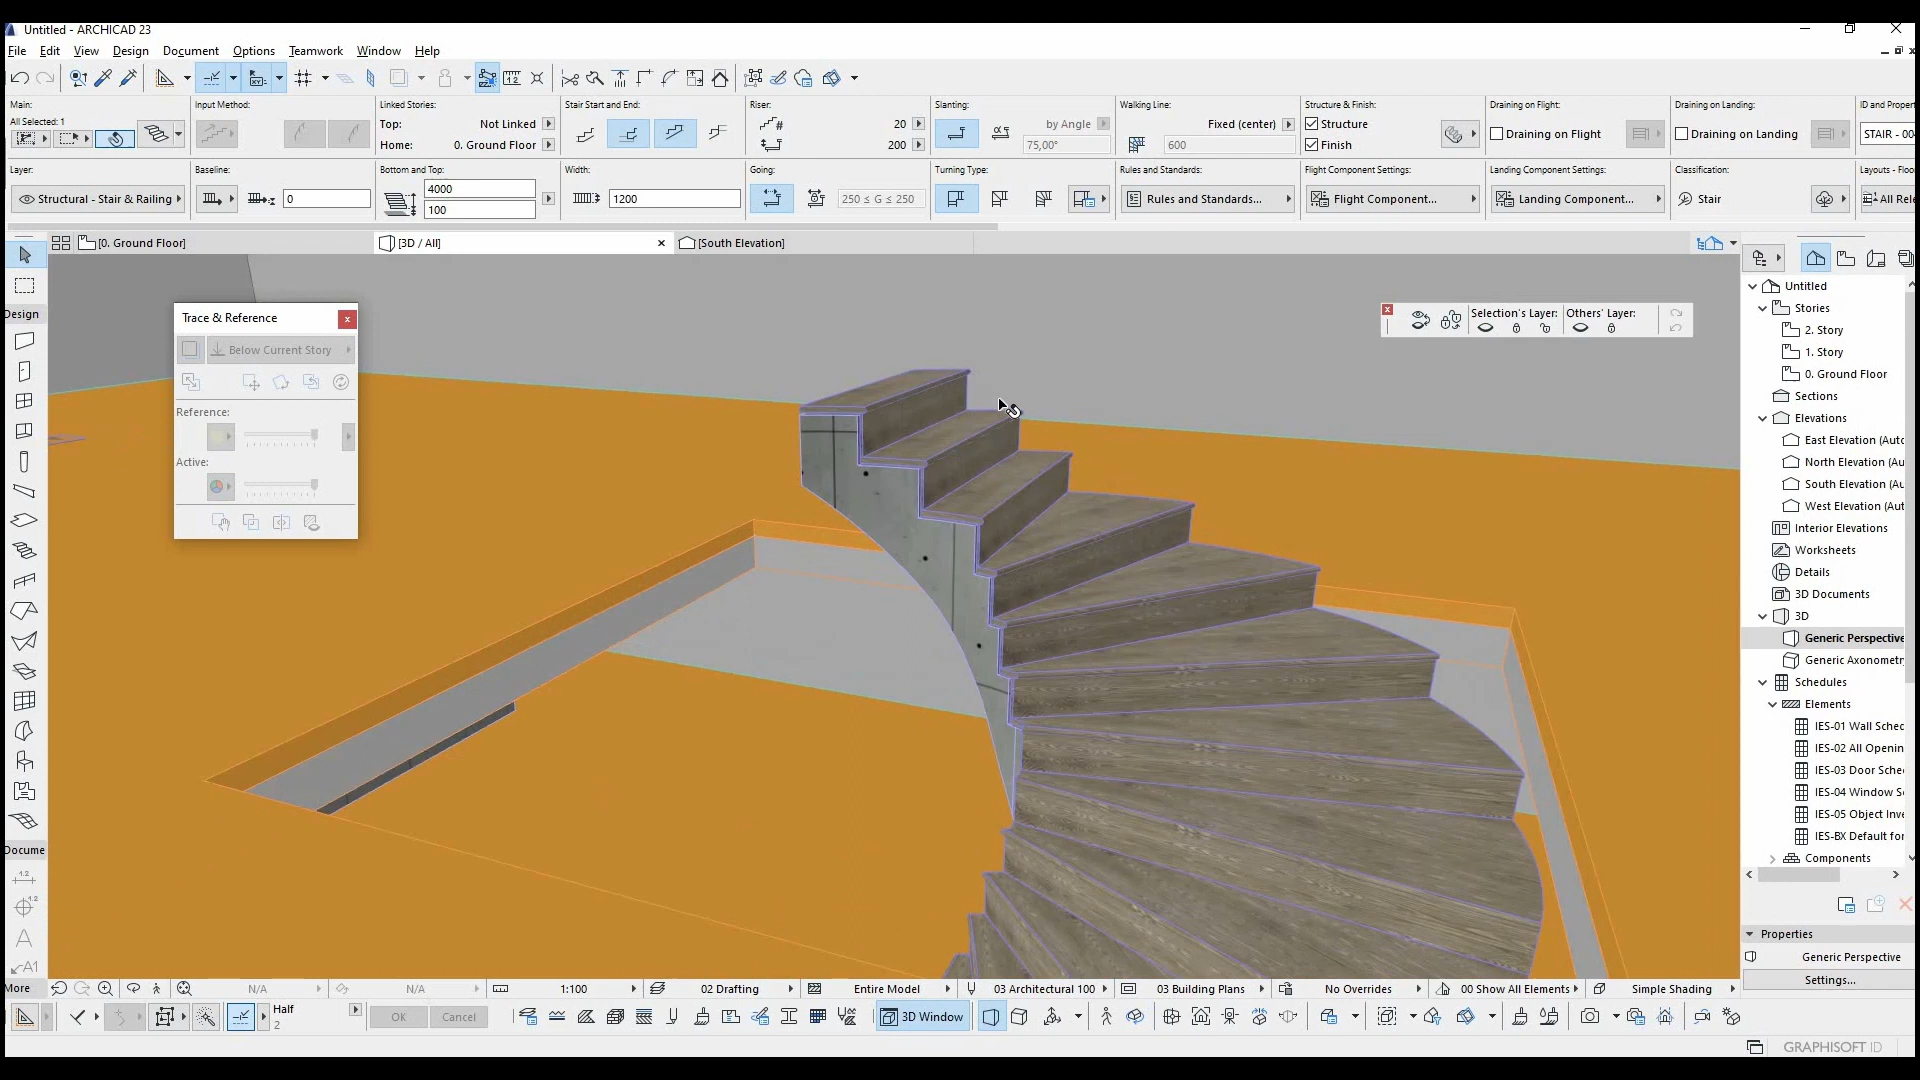 Untitled - ARCHICAD 23
File Edit View Design Document Options Teamwork Window Help
Main: Input Method: Linked Stories: Stair Start and End: Riser: Slanting: Walking Line: Structure & Finish: Draining on Flight: Draining on Landing: ID and Proper
All Selected: 1
Top: Not Linked 20 by Angle Fixed (center) Structure Draining on Flight Draining on Landing STAIR - 00
Home: 0. Ground Floor 200 75,00° 600 Finish
Layer: Baseline: Bottom and Top: Width: Going: Turning Type: Rules and Standards: Flight Component Settings: Landing Component Settings: Classification: Layouts - Floo
4000
Structural - Stair & Railing 0 1200 250 ≤ G ≤ 250 Rules and Standards... Flight Component... Landing Component... Stair All Rele
100
[0. Ground Floor] [3D / All] [South Elevation]
Design
Trace & Reference
Below Current Story
Reference:
Active:
Selection's Layer: Others' Layer:
Untitled
Stories
2. Story
1. Story
0. Ground Floor
Sections
Elevations
East Elevation (Auto
North Elevation (Au
South Elevation (Au
West Elevation (Aut
Interior Elevations
Worksheets
Details
3D Documents
3D
Generic Perspective
Generic Axonometr
Schedules
Elements
IES-01 Wall Sched
IES-02 All Openin
IES-03 Door Sche
IES-04 Window S
IES-05 Object Inve
IES-BX Default for
Components
Properties
Generic Perspective
Settings...
Docume
1.2
1.2
A
A1
More N/A N/A 1:100 02 Drafting Entire Model 03 Architectural 100 03 Building Plans No Overrides 00 Show All Elements Simple Shading
Half
2
OK Cancel 3D Window
GRAPHISOFT ID